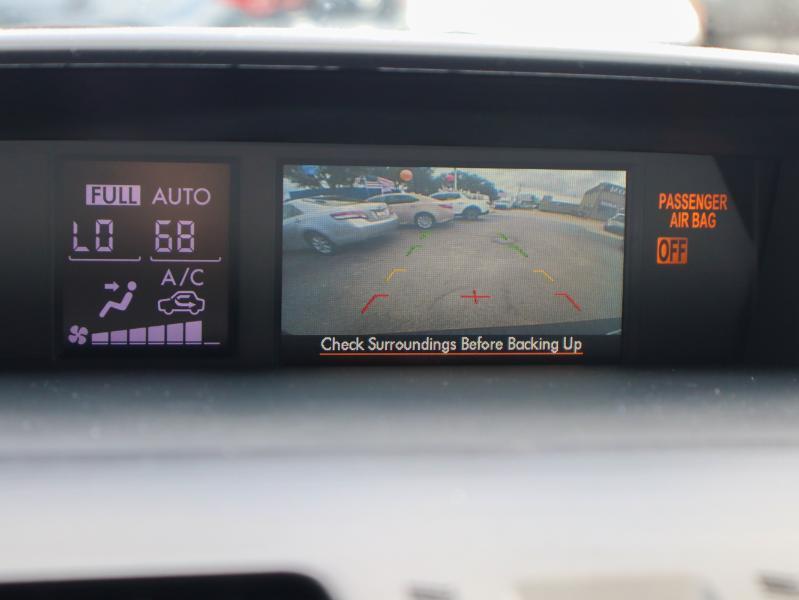 FULL AUTO
LO 68
A/C
Check Surroundings Before Backing Up
PASSENGER
AIR BAG
OFF